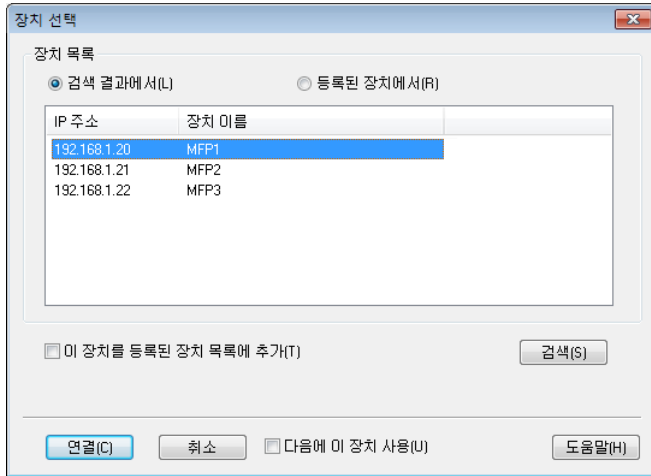 장치 선택
장치 목록
검색 결과에서(L) 등록된 장치에서(R)
IP 주소 장치 이름
192.168.1.20 MFP1
192.168.1.21 MFP2
192.168.1.22 MFP3
이 장치를 등록된 장치 목록에 추가(T) 검색(S)
연결(C) 취소 다음에 이 장치 사용(U) 도움말(H)